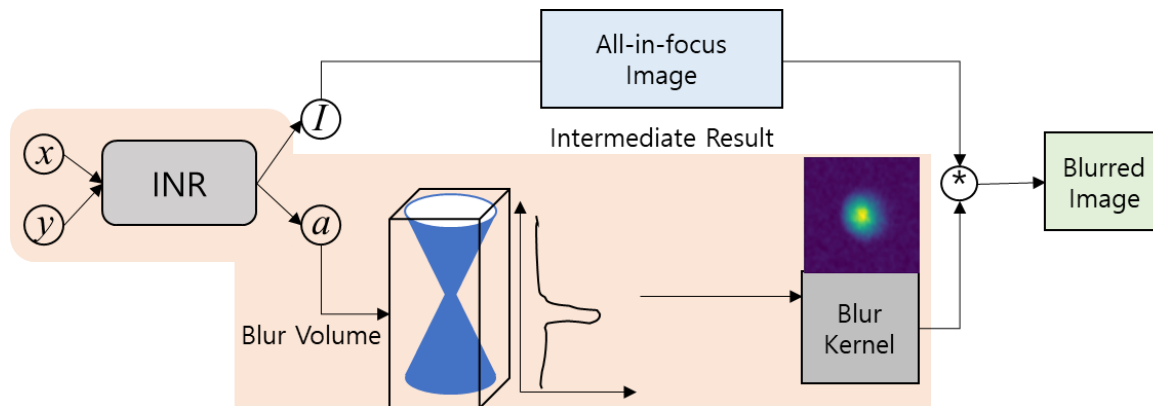 All-in-focus
Image
I
Intermediate Result
x
INR
y
a
Blur Volume
Blur
Kernel
*
Blurred
Image